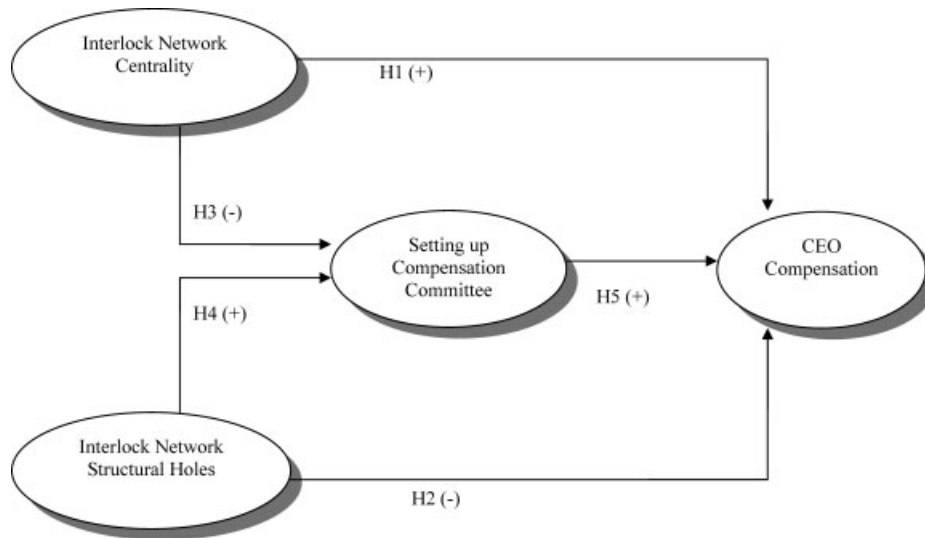 Interlock Network
Centrality
H1 (+)
H3 (-)
Setting up
Compensation
Committee
CEO
Compensation
H5 (+)
H4 (+)
Interlock Network
Structural Holes
H2 (-)